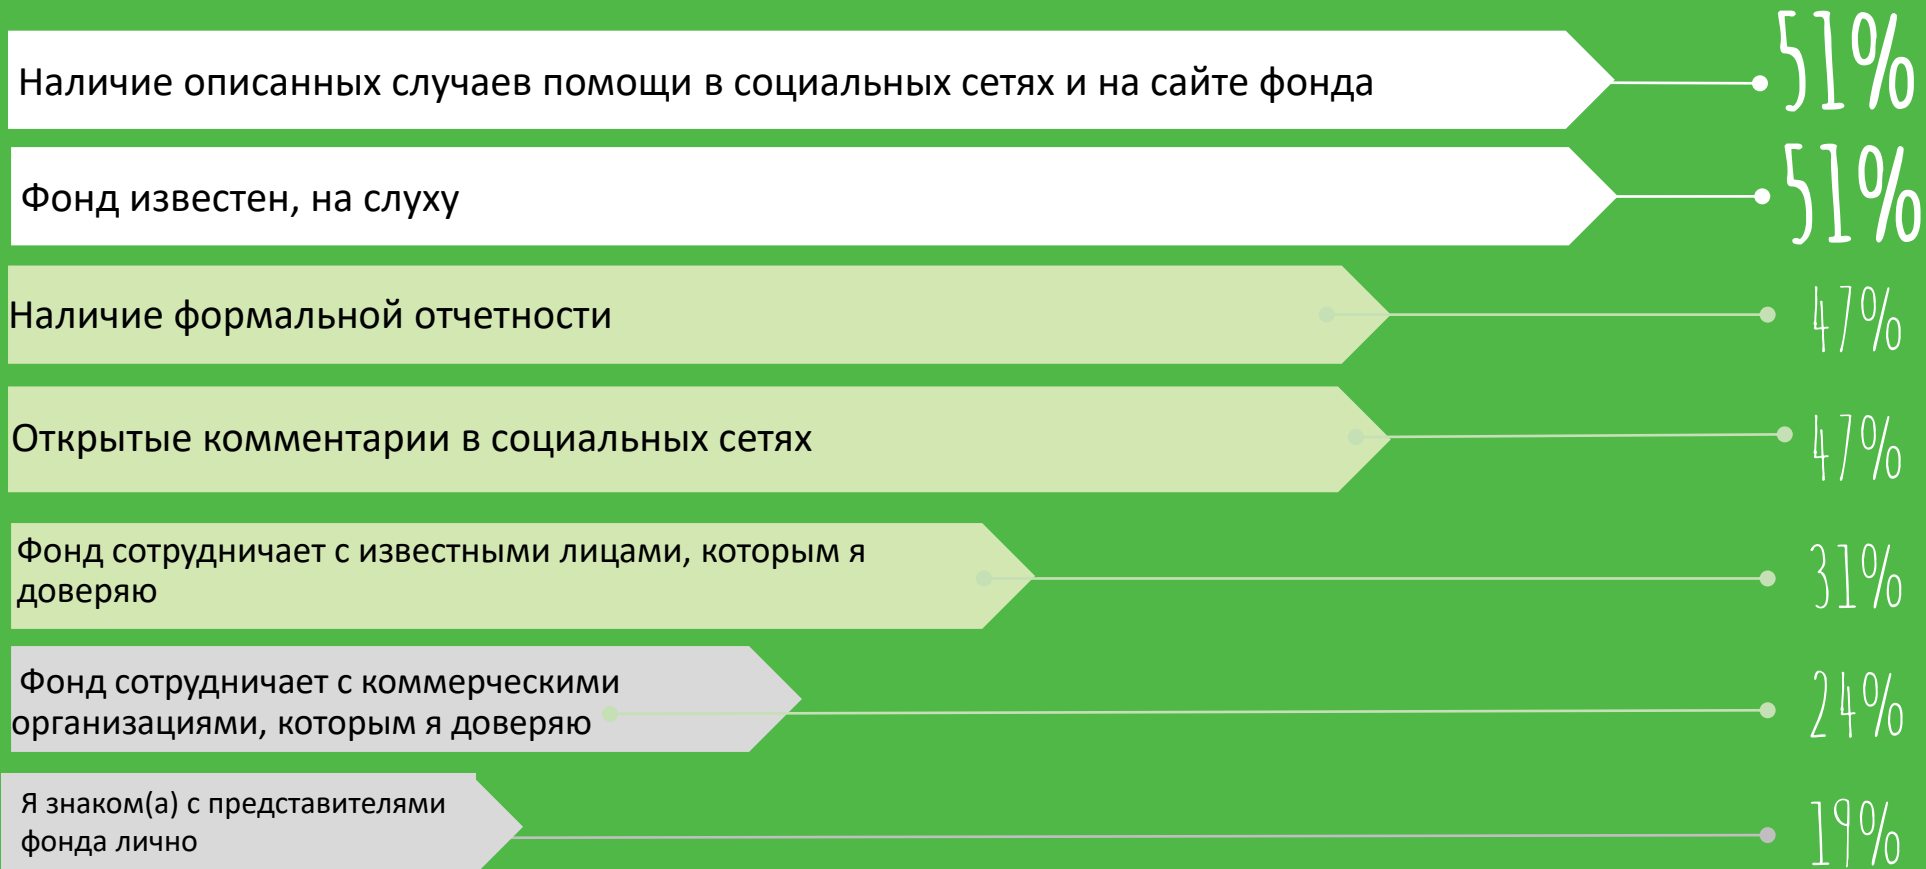 Наличие описанных случаев помощи в социальных сетях и на сайте фонда
51%
Фонд известен, на слуху
51%
Наличие формальной отчетности
47%
Открытые комментарии в социальных сетях
47%
Фонд сотрудничает с известными лицами, которым я
доверяю
31%
Фонд сотрудничает с коммерческими
организациями, которым я доверяю
24%
Я знаком(а) с представителями
фонда лично
19%